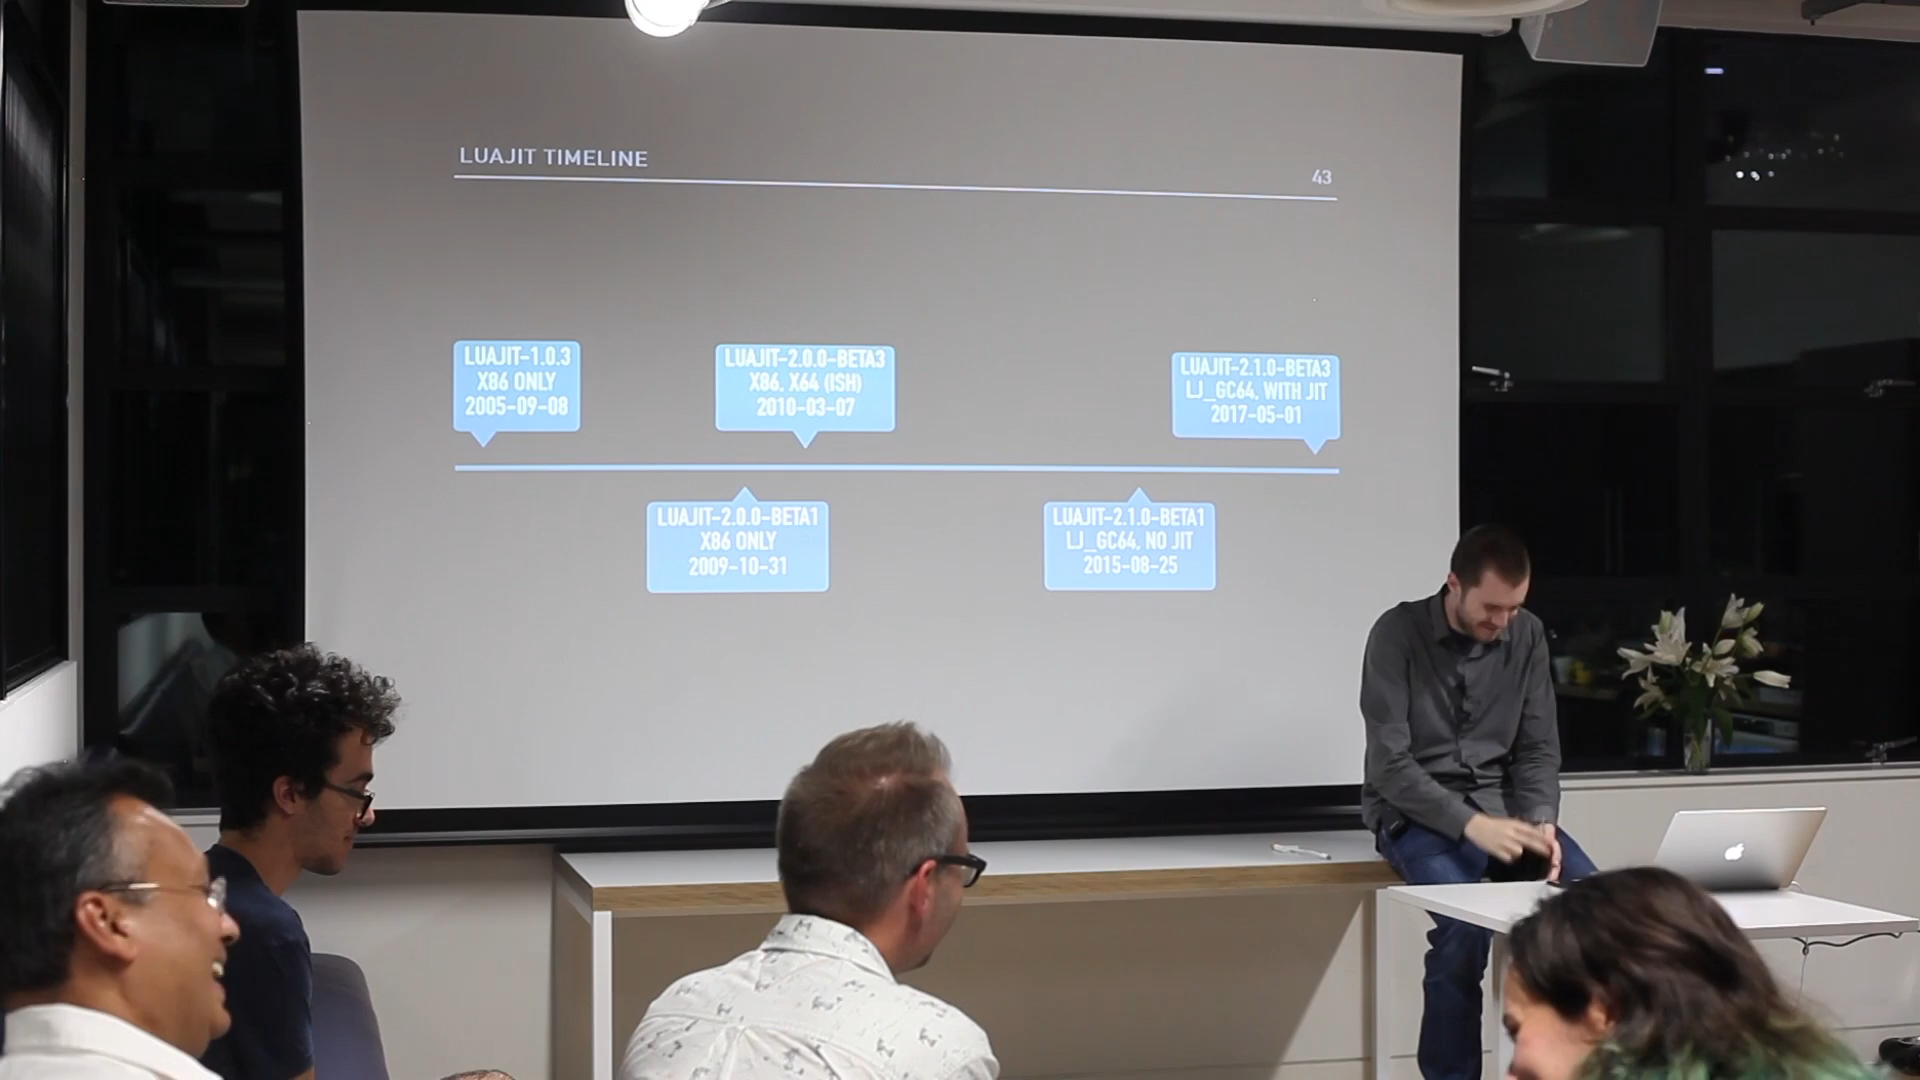 LUAJIT TIMELINE
43
LUAJIT-1.0.3
X86 ONLY
2005-09-08
LUAJIT-2.0.0-BETA3
X86, X64 (ISH)
2010-03-07
LUAJIT-2.1.0-BETA3
LJ_GC64, WITH JIT
2017-05-01
LUAJIT-2.0.0-BETA1
X86 ONLY
2009-10-31
LUAJIT-2.1.0-BETA1
LJ_GC64, NO JIT
2015-08-25